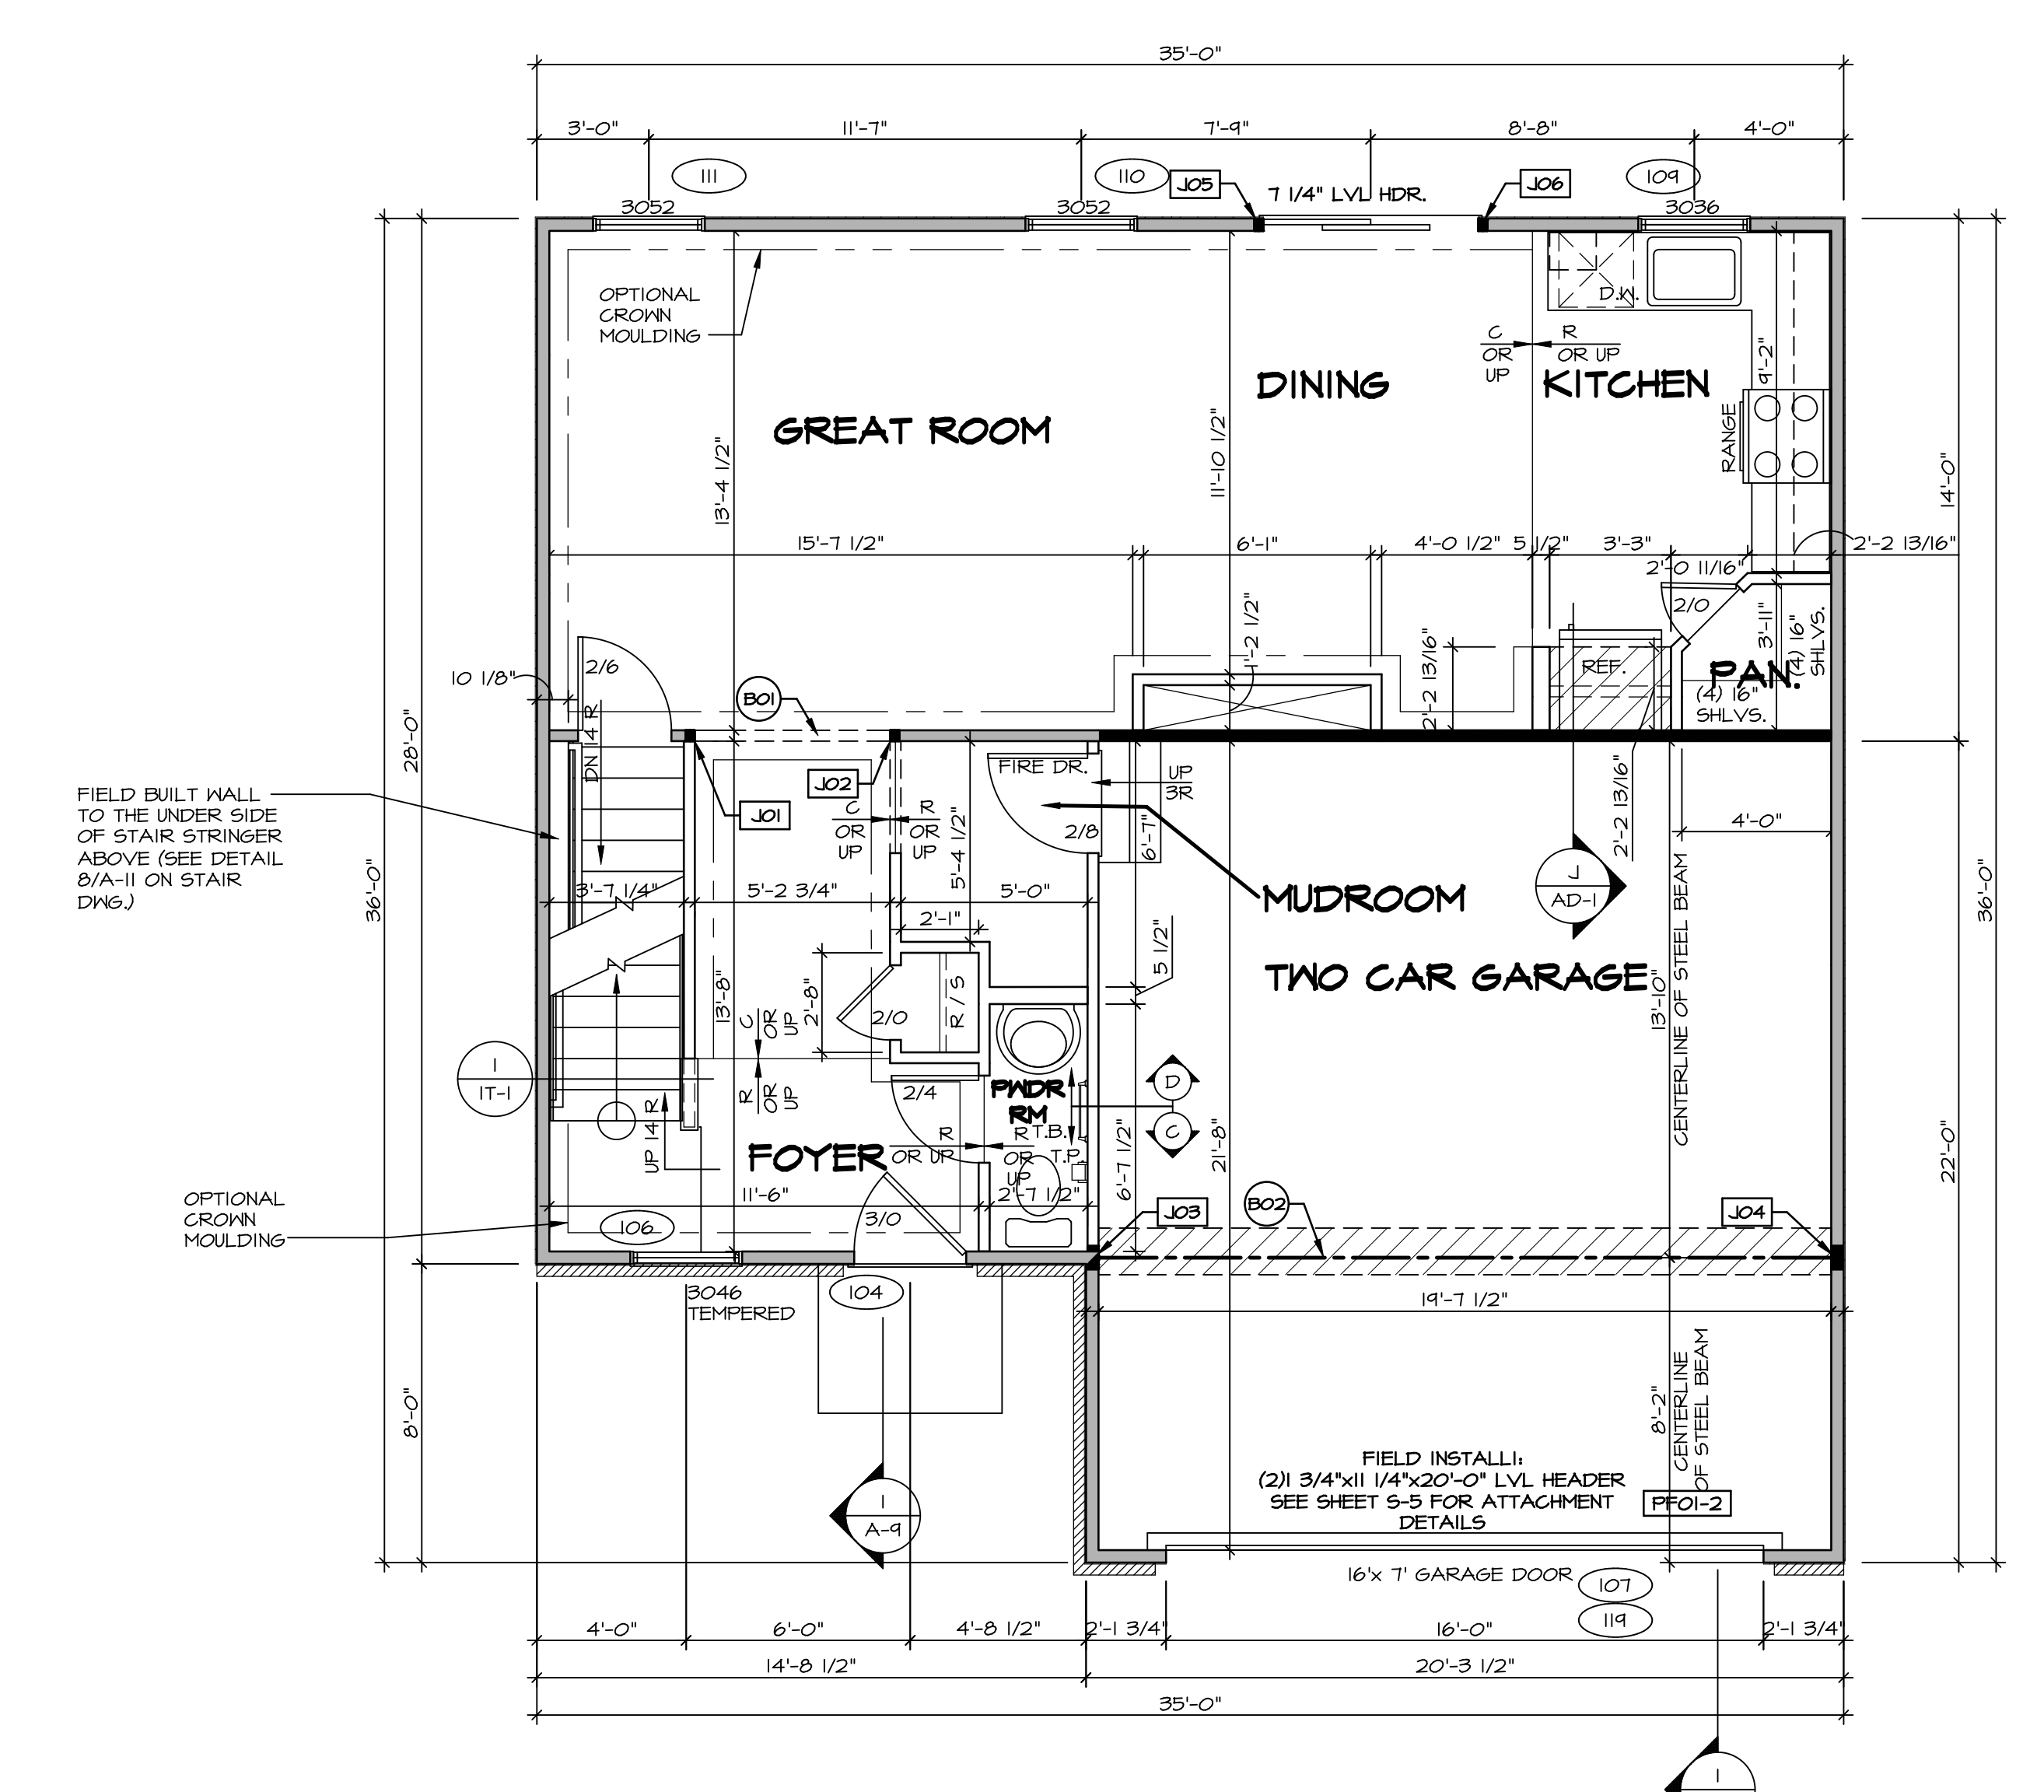 35'-0"
3'-0"
11'-7"
7'-9"
8'-8"
4'-0"
111
110
J05
7 1/4" LVL HDR.
J06
109
3052
3052
3036
OPTIONAL
CROWN
MOULDING
D.W.
C
OR
UP
R
OR UP
9'-2"
DINING
KITCHEN
GREAT ROOM
RANGE
13'-4 1/2"
11'-10 1/2"
14'-0"
15'-7 1/2"
6'-1"
4'-0 1/2"
5 1/2"
3'-3"
2'-2 13/16"
2'-0 11/16"
2/0
3'-11"
(4) 16"
SHLVS.
1'-2 1/2"
2'-2 13/16"
REF.
PAN.
(4) 16"
SHLVS.
10 1/8"
2/6
B01
DN 14 R
28'-0"
36'-0"
FIELD BUILT WALL
TO THE UNDER SIDE
OF STAIR STRINGER
ABOVE (SEE DETAIL
8/A-11 ON STAIR
DWG.)
J02
J01
FIRE DR.
UP
3R
2/8
6'-7"
C
OR
UP
R
OR
UP
5'-4 1/2"
2'-2 13/16"
4'-0"
J
AD-1
MUDROOM
3'-7 1/4"
5'-2 3/4"
5'-0"
2'-1"
5 1/2"
TWO CAR GARAGE
13'-10"
CENTERLINE OF STEEL BEAM
36'-0"
13'-8"
C
OR
UP
2'-8"
2/0
R / S
R
OR
UP
1
IT-1
2/4
PWDR
RM
T.B.
T.P.
D
C
UP 14 R
FOYER
R
OR UP
R
OR
UP
6'-7 1/2"
21'-8"
22'-0"
11'-6"
2'-7 1/2"
OPTIONAL
CROWN
MOULDING
106
3/0
J03
B02
J04
3046
TEMPERED
104
19'-7 1/2"
8'-0"
8'-2"
CENTERLINE
OF STEEL BEAM
FIELD INSTALL1:
(2)1 3/4"x11 1/4"x20'-0" LVL HEADER
SEE SHEET S-5 FOR ATTACHMENT
DETAILS
PF01-2
1
A-9
16'x 7' GARAGE DOOR
107
119
4'-0"
6'-0"
4'-8 1/2"
2'-1 3/4"
16'-0"
2'-1 3/4"
14'-8 1/2"
20'-3 1/2"
35'-0"
1